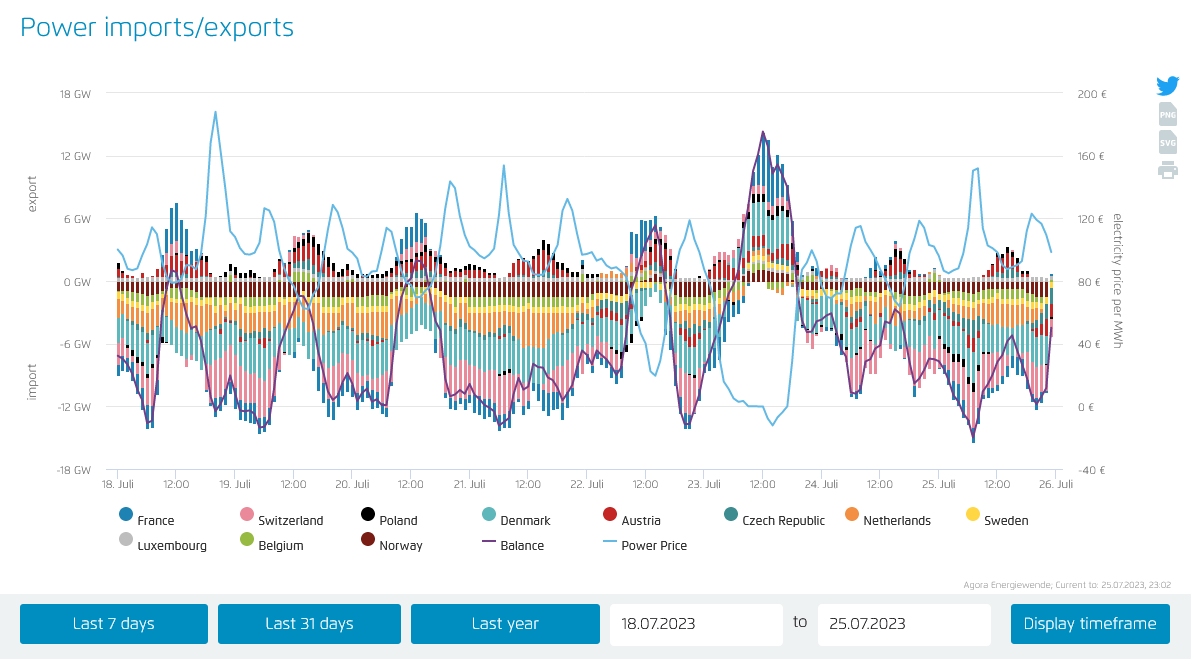 Power imports/exports
18 GW
200 €
12 GW
160 €
6 GW
120 €
0 GW
80 €
-6 GW
40 €
-12 GW
0 €
-18 GW
-40 €
export
import
electricity price per MWh
PNG
SVG
18. Juli 12:00 19. Juli 12:00 20. Juli 12:00 21. Juli 12:00 22. Juli 12:00 23. Juli 12:00 24. Juli 12:00 25. Juli 12:00 26. Juli
France Switzerland Poland Denmark Austria Czech Republic Netherlands Sweden
Luxembourg Belgium Norway Balance Power Price
Agora Energiewende; Current to: 25.07.2023, 23:02
Last 7 days Last 31 days Last year 18.07.2023 to 25.07.2023 Display timeframe